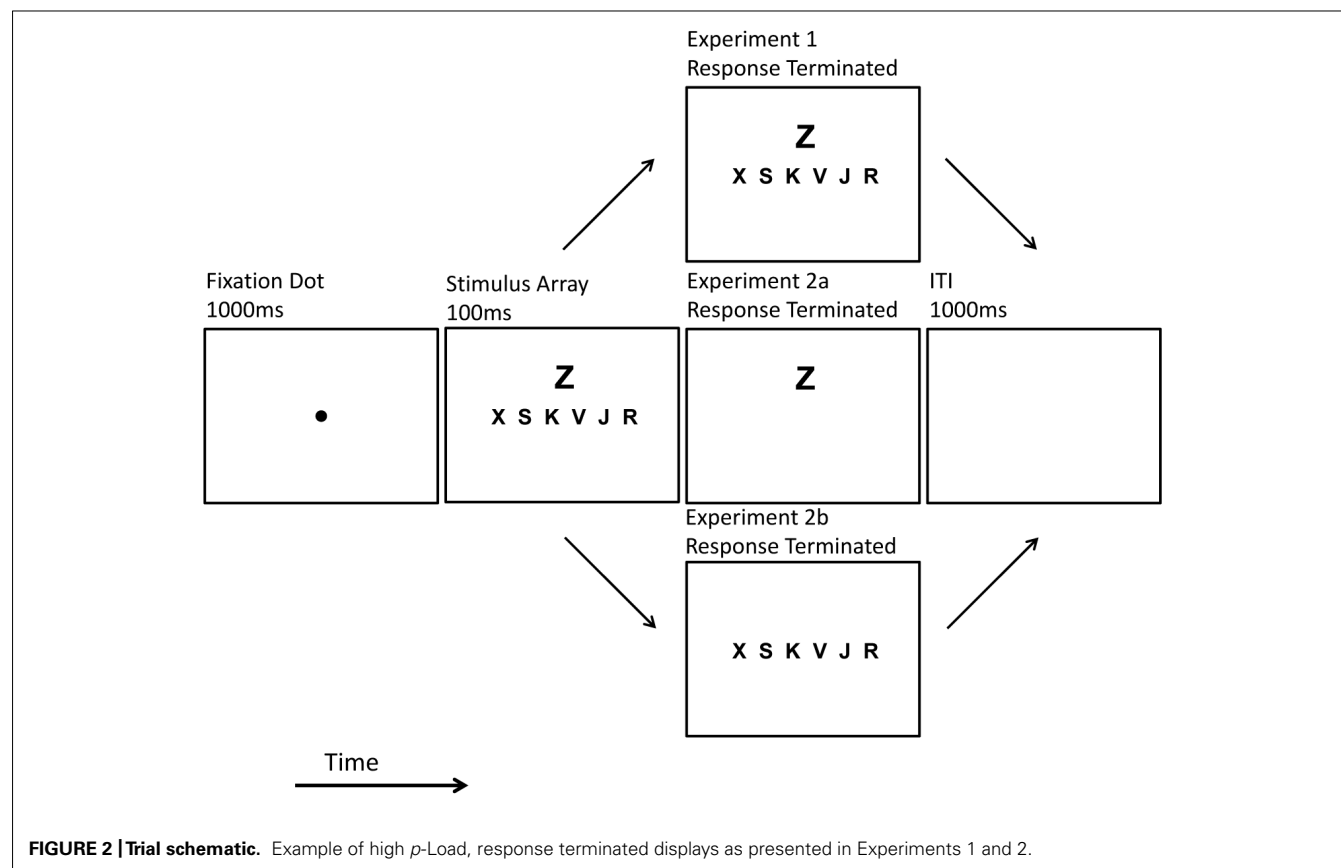 Experiment 1
Response Terminated
Z
X S K V J R
Fixation Dot
1000ms
Stimulus Array
100ms
Z
X S K V J R
Experiment 2a
Response Terminated
Z
ITI
1000ms
Experiment 2b
Response Terminated
X S K V J R
Time
FIGURE 2 | Trial schematic. Example of high p-Load, response terminated displays as presented in Experiments 1 and 2.